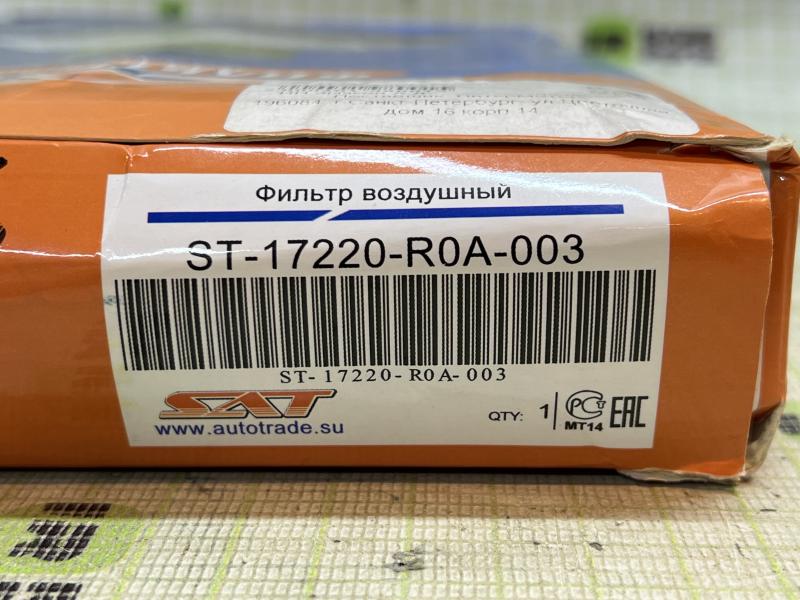 196084, г.Санкт-Петербург, ул.Цветочная
дом 16 корп 14
Фильтр воздушный
ST-17220-R0A-003
ST-17220-R0A-003
SAT
www.autotrade.su
QTY: 1
PCT
MT14
EAC